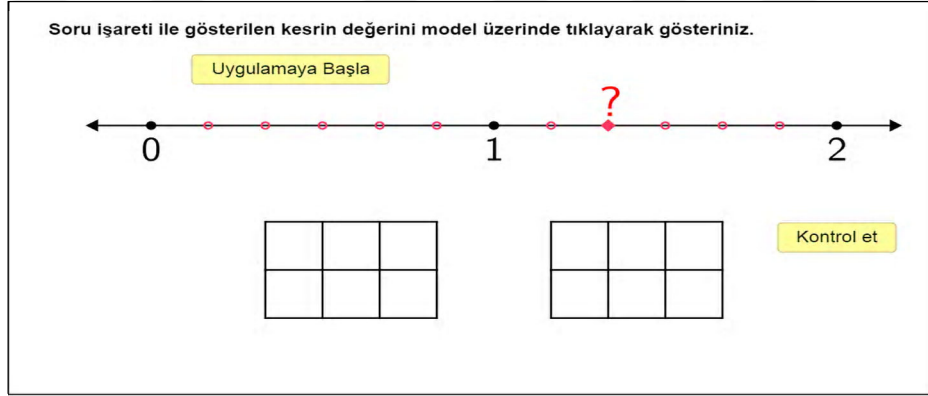 Soru işareti ile gösterilen kesrin değerini model üzerinde tıklayarak gösteriniz.
Uygulamaya Başla
?
0 1 2
Kontrol et